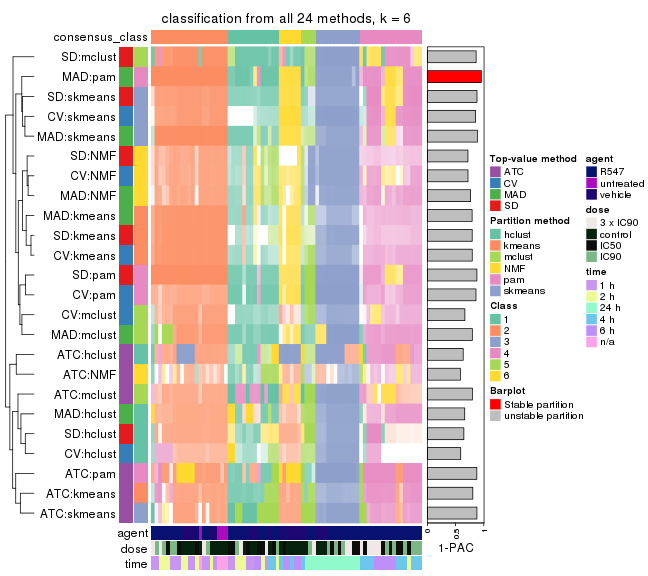 classification from all 24 methods, k = 6
consensus_class
SD:mclust
MAD:pam
SD:skmeans
CV:skmeans
MAD:skmeans
SD:NMF
CV:NMF
MAD:NMF
MAD:kmeans
SD:kmeans
CV:kmeans
SD:pam
CV:pam
CV:mclust
MAD:mclust
ATC:hclust
ATC:NMF
ATC:mclust
MAD:hclust
SD:hclust
CV:hclust
ATC:pam
ATC:kmeans
ATC:skmeans
agent
dose
time
0 0.5 1
1-PAC
Top-value method
ATC
CV
MAD
SD
Partition method
hclust
kmeans
mclust
NMF
pam
skmeans
Class
1
2
3
4
5
6
Barplot
Stable partition
unstable partition
agent
R547
untreated
vehicle
dose
3 x IC90
control
IC50
IC90
time
1 h
2 h
24 h
4 h
6 h
n/a